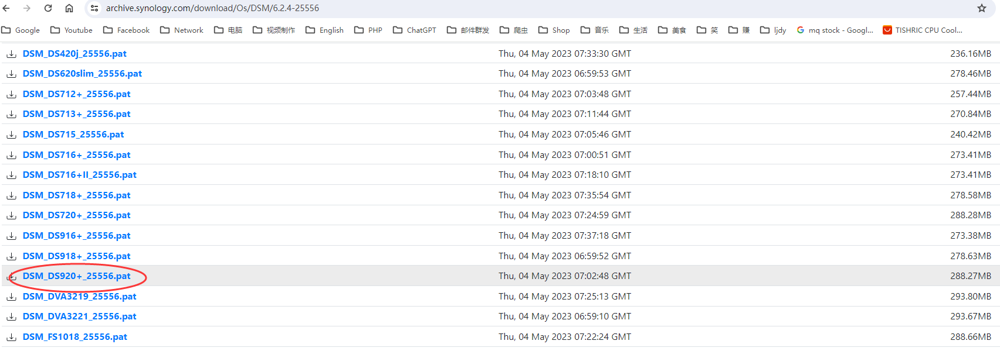 archive.synology.com/download/Os/DSM/6.2.4-25556
Google Youtube Facebook Network 电脑 视频制作 English PHP ChatGPT 邮件群发 爬虫 Shop 音乐 生活 美食 笑 赚 ljdy mq stock - Googl... TISHRIC CPU Cool...
DSM_DS420j_25556.pat Thu, 04 May 2023 07:33:30 GMT 236.16MB
DSM_DS620slim_25556.pat Thu, 04 May 2023 06:59:53 GMT 278.46MB
DSM_DS712+_25556.pat Thu, 04 May 2023 07:03:48 GMT 257.44MB
DSM_DS713+_25556.pat Thu, 04 May 2023 07:11:44 GMT 270.84MB
DSM_DS715_25556.pat Thu, 04 May 2023 07:05:46 GMT 240.42MB
DSM_DS716+_25556.pat Thu, 04 May 2023 07:00:51 GMT 273.41MB
DSM_DS716+II_25556.pat Thu, 04 May 2023 07:18:10 GMT 273.41MB
DSM_DS718+_25556.pat Thu, 04 May 2023 07:35:54 GMT 278.58MB
DSM_DS720+_25556.pat Thu, 04 May 2023 07:24:59 GMT 288.28MB
DSM_DS916+_25556.pat Thu, 04 May 2023 07:37:18 GMT 273.38MB
DSM_DS918+_25556.pat Thu, 04 May 2023 06:59:52 GMT 278.63MB
DSM_DS920+_25556.pat Thu, 04 May 2023 07:02:48 GMT 288.27MB
DSM_DVA3219_25556.pat Thu, 04 May 2023 07:25:13 GMT 293.80MB
DSM_DVA3221_25556.pat Thu, 04 May 2023 06:59:10 GMT 293.67MB
DSM_FS1018_25556.pat Thu, 04 May 2023 07:22:24 GMT 288.66MB